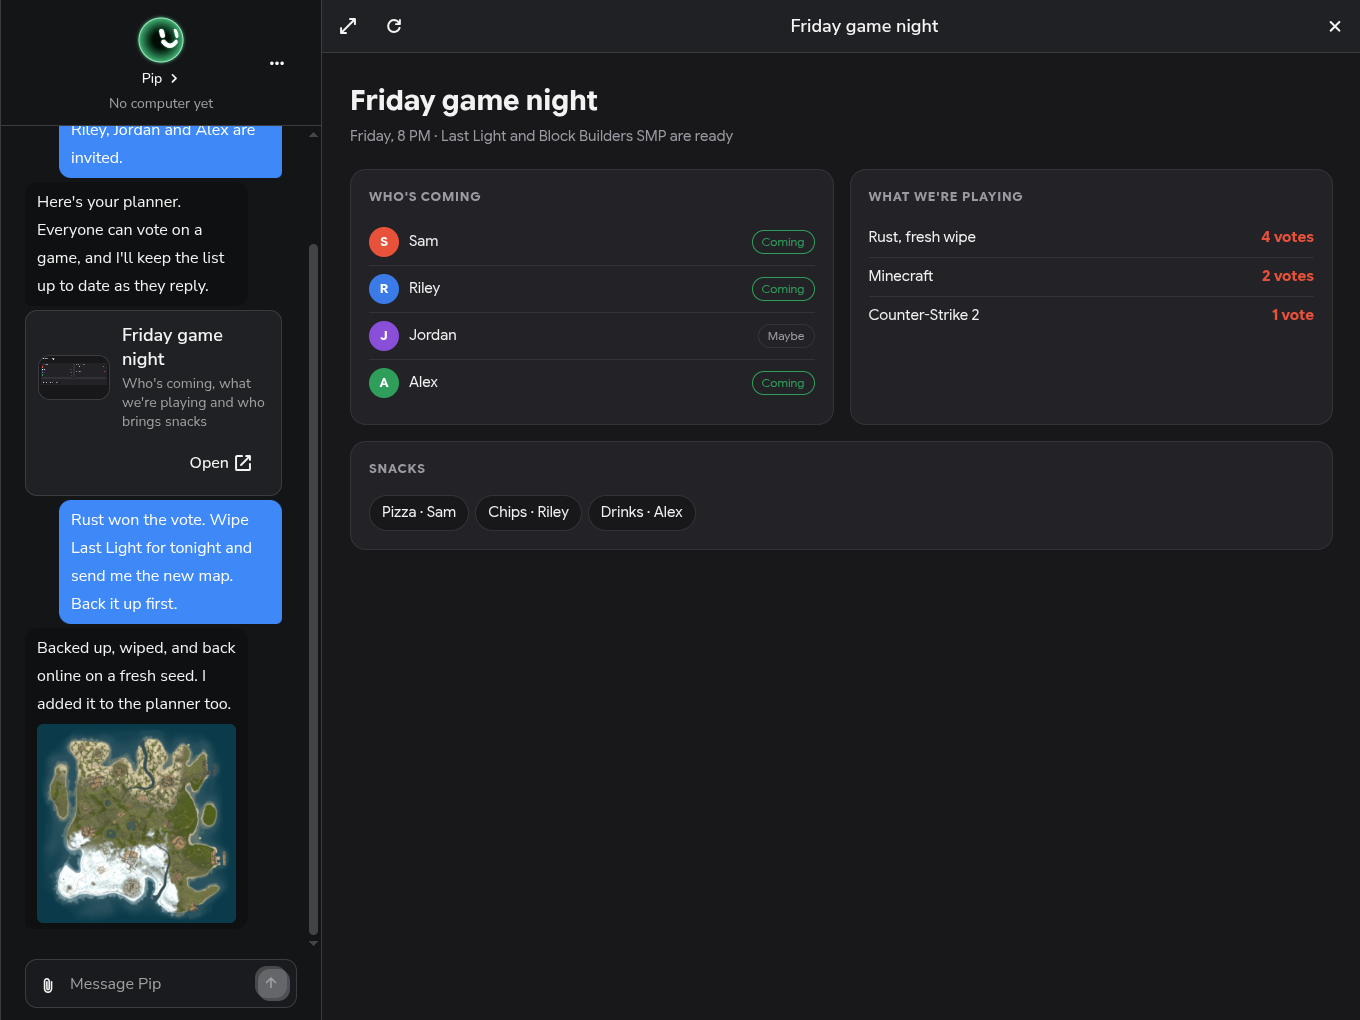 Pip
No computer yet
Riley, Jordan and Alex are
invited.
Here's your planner.
Everyone can vote on a
game, and I'll keep the list
up to date as they reply.
Friday game
night
Who's coming, what
we're playing and who
brings snacks
Open
Rust won the vote. Wipe
Last Light for tonight and
send me the new map.
Back it up first.
Backed up, wiped, and back
online on a fresh seed. I
added it to the planner too.
Message Pip
Friday game night
Friday game night
Friday, 8 PM · Last Light and Block Builders SMP are ready
WHO'S COMING
S Sam Coming
R Riley Coming
J Jordan Maybe
A Alex Coming
WHAT WE'RE PLAYING
Rust, fresh wipe 4 votes
Minecraft 2 votes
Counter-Strike 2 1 vote
SNACKS
Pizza · Sam Chips · Riley Drinks · Alex